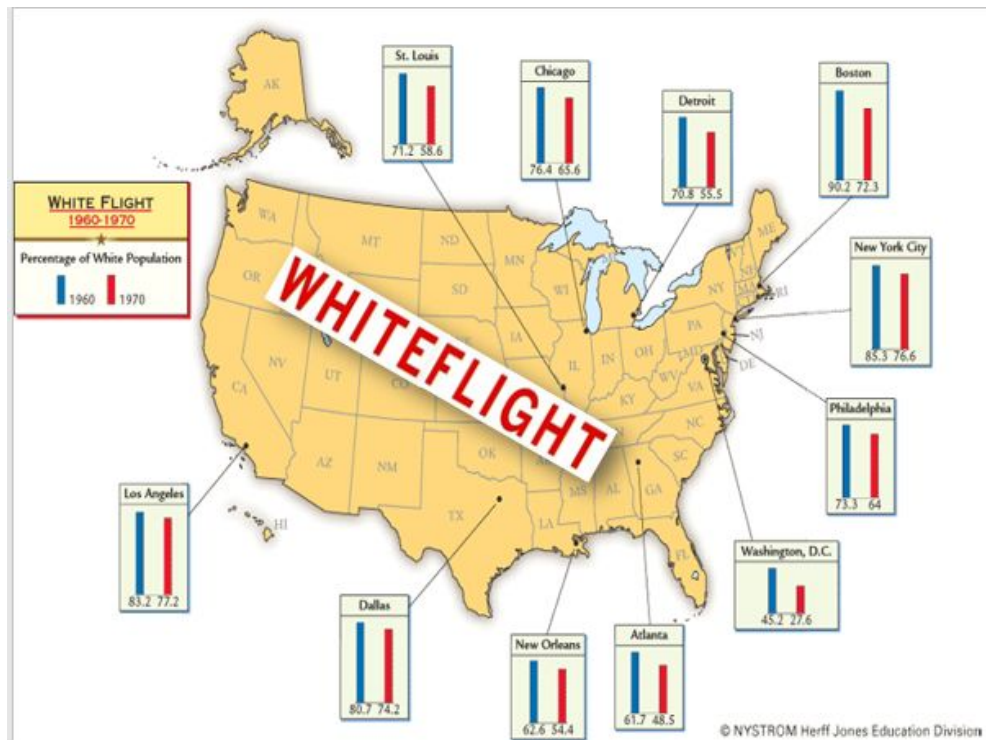 St. Louis
71.2 58.6
Chicago
76.4 65.6
Detroit
70.8 55.5
Boston
90.2 72.3
AK
WHITE FLIGHT
1960-1970
Percentage of White Population
1960 1970
New York City
85.3 76.6
WA
MT
ND
MN
ME
VT
NH
MA
CT
RI
OR
SD
WI
NY
IA
PA
NJ
NV
UT
CO
IL
IN
OH
MD
DE
WV
VA
CA
KY
WHITEFLIGHT
Philadelphia
73.3 64
NC
AZ
NM
OK
SC
MS
AL
GA
TX
LA
FL
HI
Los Angeles
83.2 77.2
Washington, D.C.
45.2 27.6
Dallas
80.7 74.2
New Orleans
62.6 54.4
Atlanta
61.7 48.5
© NYSTROM Herff Jones Education Division